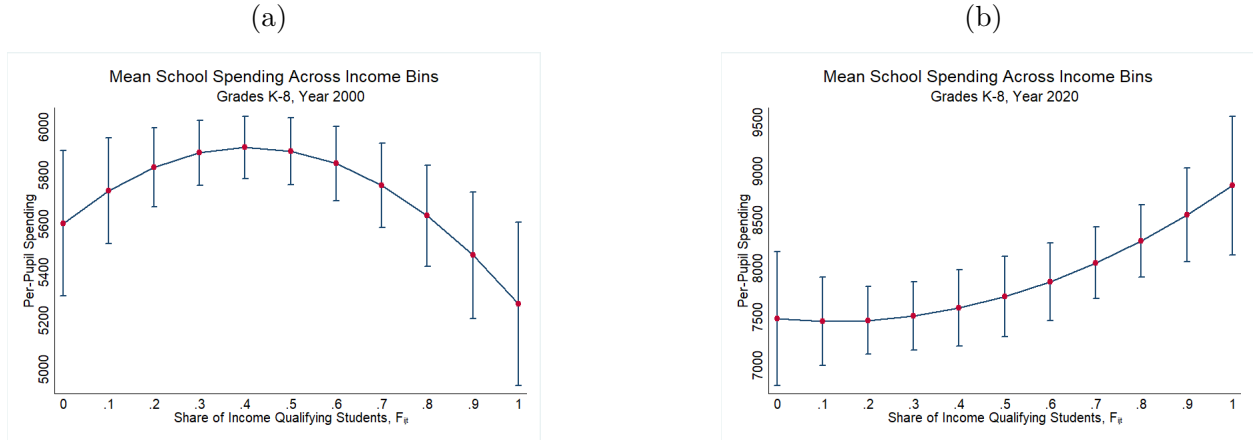 (a)
Mean School Spending Across Income Bins
Grades K-8, Year 2000
Per-Pupil Spending
6000
5800
5600
5400
5200
5000
0 .1 .2 .3 .4 .5 .6 .7 .8 .9 1
Share of Income Qualifying Students, F_it
(b)
Mean School Spending Across Income Bins
Grades K-8, Year 2020
Per-Pupil Spending
9500
9000
8500
8000
7500
7000
0 .1 .2 .3 .4 .5 .6 .7 .8 .9 1
Share of Income Qualifying Students, F_it